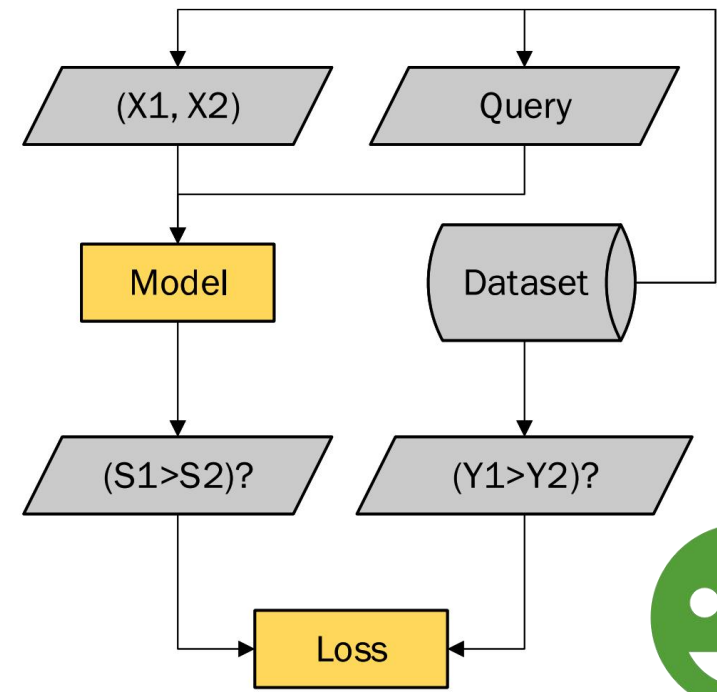 (X1, X2)
Query
Model
Dataset
(S1>S2)?
(Y1>Y2)?
Loss